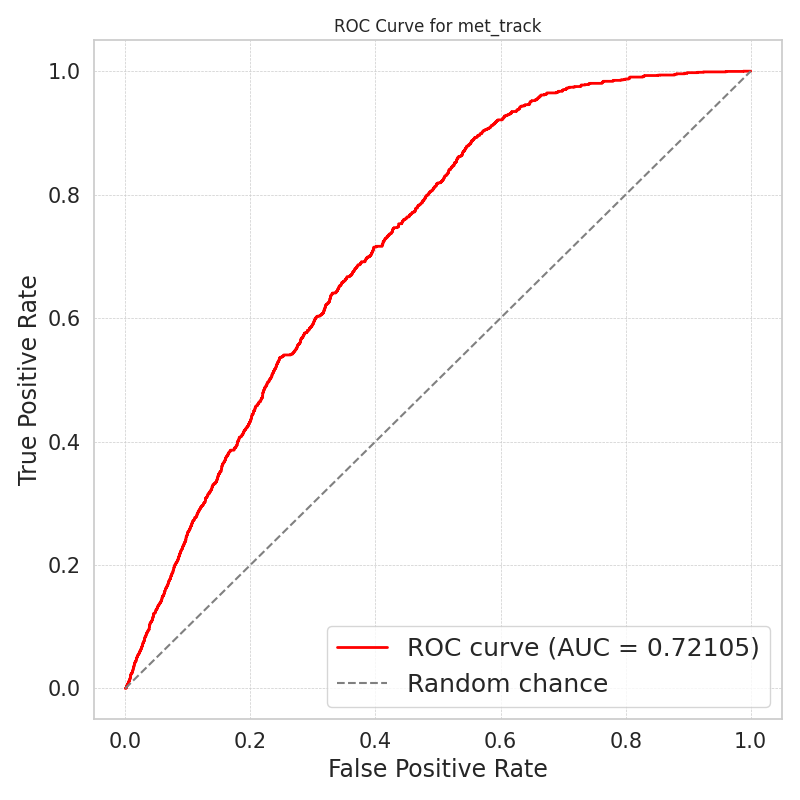 ROC Curve for met_track
1.0
0.8
0.6
0.4
0.2
0.0
True Positive Rate
ROC curve (AUC = 0.72105)
Random chance
0.0 0.2 0.4 0.6 0.8 1.0
False Positive Rate